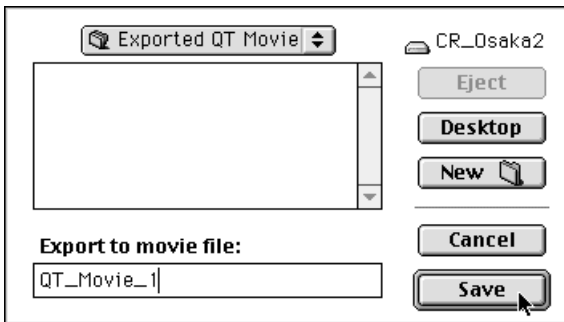 Exported QT Movie
CR_Osaka2
Eject
Desktop
New
Export to movie file:
Cancel
QT_Movie_1
Save